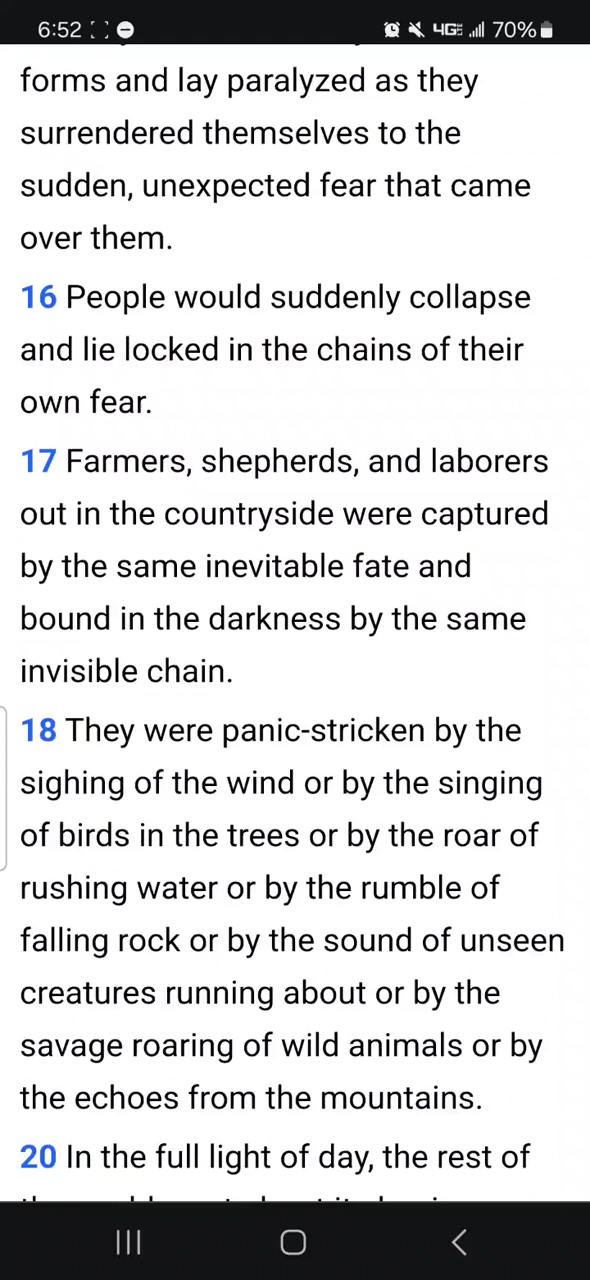 6:52 4GE 70%
forms and lay paralyzed as they
surrendered themselves to the
sudden, unexpected fear that came
over them.
16 People would suddenly collapse
and lie locked in the chains of their
own fear.
17 Farmers, shepherds, and laborers
out in the countryside were captured
by the same inevitable fate and
bound in the darkness by the same
invisible chain.
18 They were panic-stricken by the
sighing of the wind or by the singing
of birds in the trees or by the roar of
rushing water or by the rumble of
falling rock or by the sound of unseen
creatures running about or by the
savage roaring of wild animals or by
the echoes from the mountains.
20 In the full light of day, the rest of